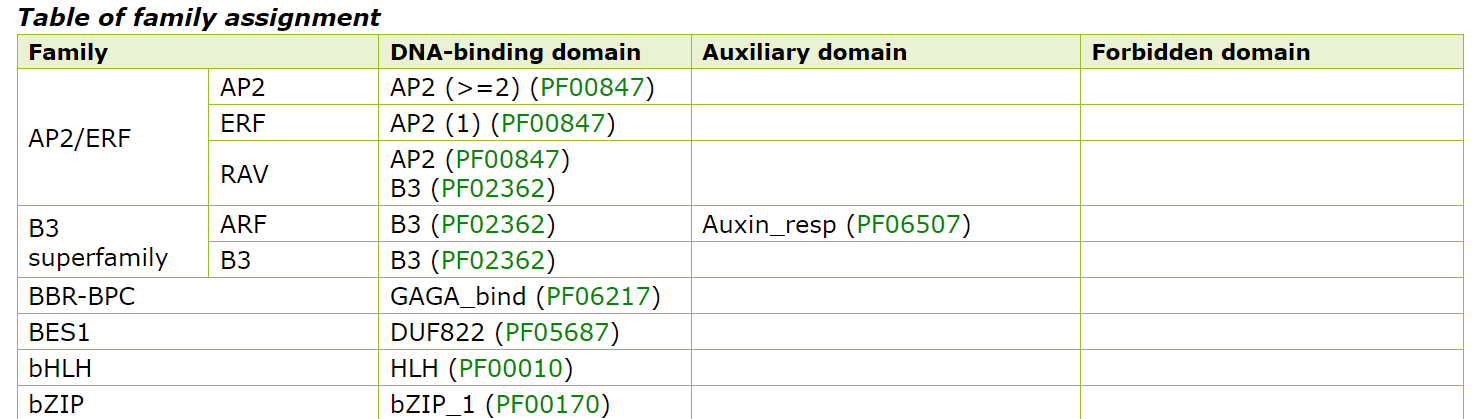 Table of family assignment
Family DNA-binding domain Auxiliary domain Forbidden domain
AP2/ERF
AP2 AP2 (>=2) (PF00847)
ERF AP2 (1) (PF00847)
RAV AP2 (PF00847)
B3 (PF02362)
B3
superfamily
ARF B3 (PF02362) Auxin_resp (PF06507)
B3 B3 (PF02362)
BBR-BPC GAGA_bind (PF06217)
BES1 DUF822 (PF05687)
bHLH HLH (PF00010)
bZIP bZIP_1 (PF00170)